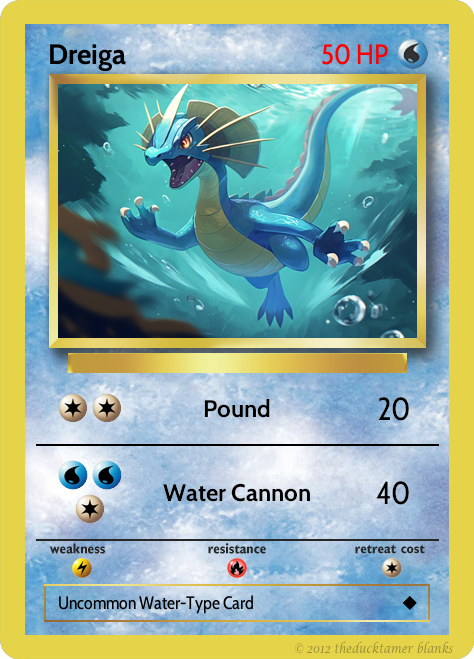 Dreiga 50 HP
Pound 20
Water Cannon 40
weakness resistance retreat cost
Uncommon Water-Type Card
© 2012 theducktamer blanks